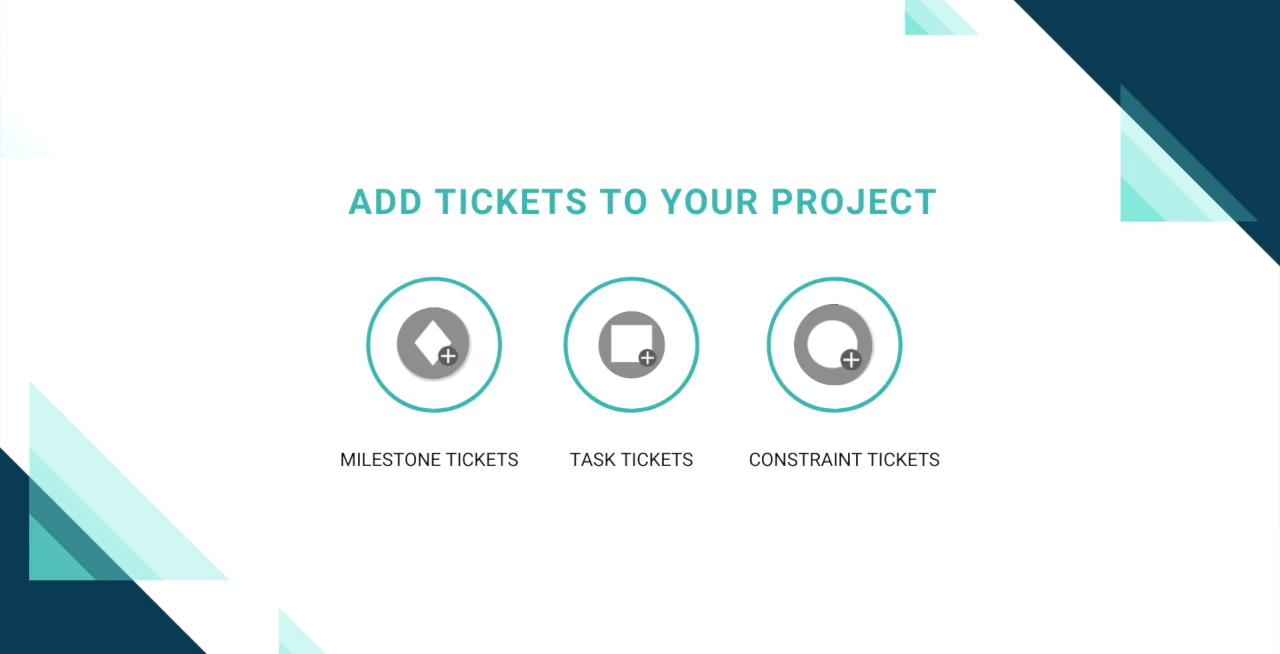 ADD TICKETS TO YOUR PROJECT
MILESTONE TICKETS
TASK TICKETS
CONSTRAINT TICKETS